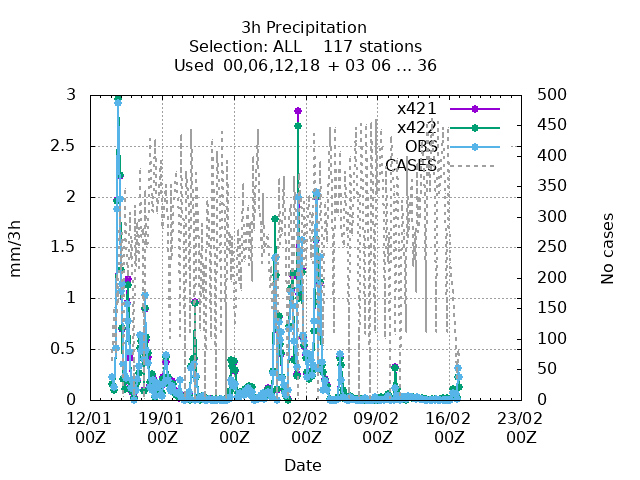 3h Precipitation
Selection: ALL 117 stations
Used 00,06,12,18 + 03 06 ... 36
3
2.5
2
1.5
1
0.5
0
mm/3h
x421
x422
OBS
CASES
500
450
400
350
300
250
200
150
100
50
0
No cases
12/01 19/01 26/01 02/02 09/02 16/02 23/02
00Z 00Z 00Z 00Z 00Z 00Z 00Z
Date